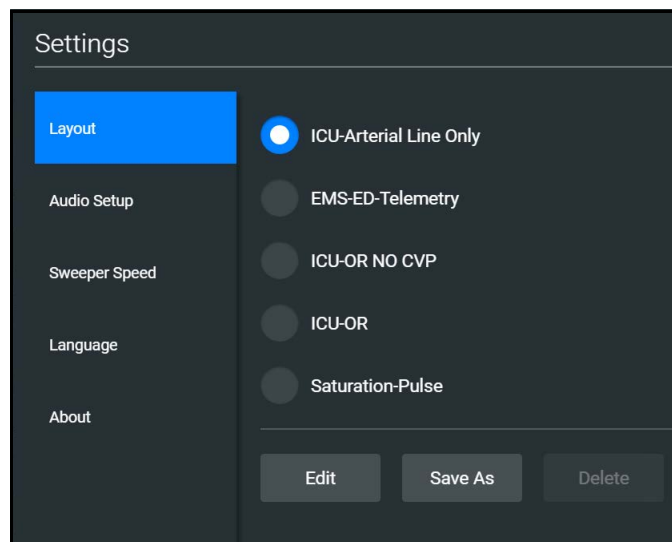 Settings
Layout
Audio Setup
Sweeper Speed
Language
About
ICU-Arterial Line Only
EMS-ED-Telemetry
ICU-OR NO CVP
ICU-OR
Saturation-Pulse
Edit
Save As
Delete